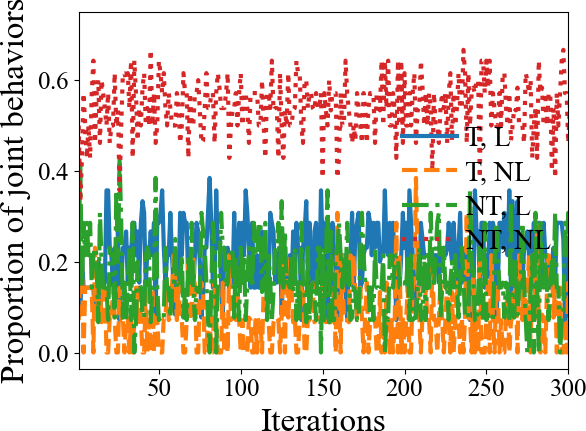 Proportion of joint behaviors
0.6
0.4
0.2
0.0
T, L
T, NL
NT, L
NT, NL
50 100 150 200 250 300
Iterations